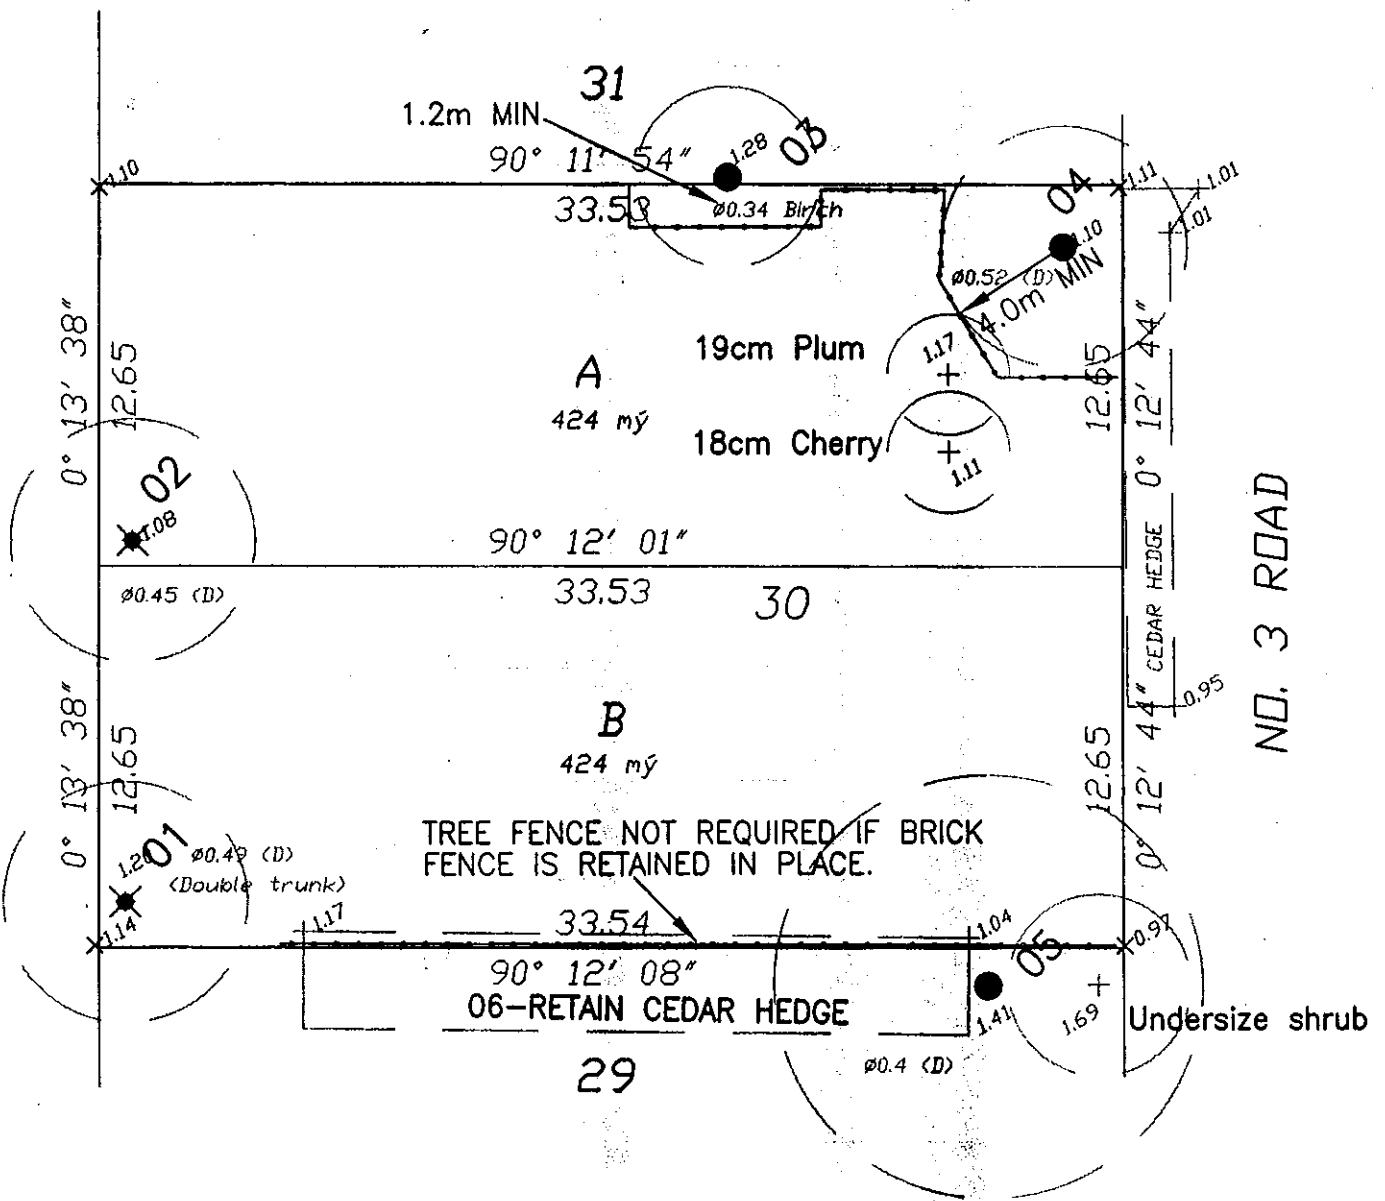 31
1.2m MIN
1.28
03
90° 11' 54"
33.53
ø0.34 Birch
1.10
04
1.11
1.01
1.01
1.10
ø0.52 (D)
4.0m MIN
0° 13' 38"
12.65
A
424 mý
19cm Plum
1.17
18cm Cherry
1.11
12.65
0° 12' 44"
CEDAR HEDGE
NO. 3 ROAD
02
1.08
ø0.45 (D)
90° 12' 01"
33.53
30
0.95
0° 13' 38"
12.65
B
424 mý
12.65
0° 12' 44"
01
ø0.49 (D)
(Double trunk)
1.14
TREE FENCE NOT REQUIRED IF BRICK
FENCE IS RETAINED IN PLACE.
1.17
33.54
1.04
0.97
90° 12' 08"
05
06-RETAIN CEDAR HEDGE
1.41
1.69
Undersize shrub
ø0.4 (D)
29